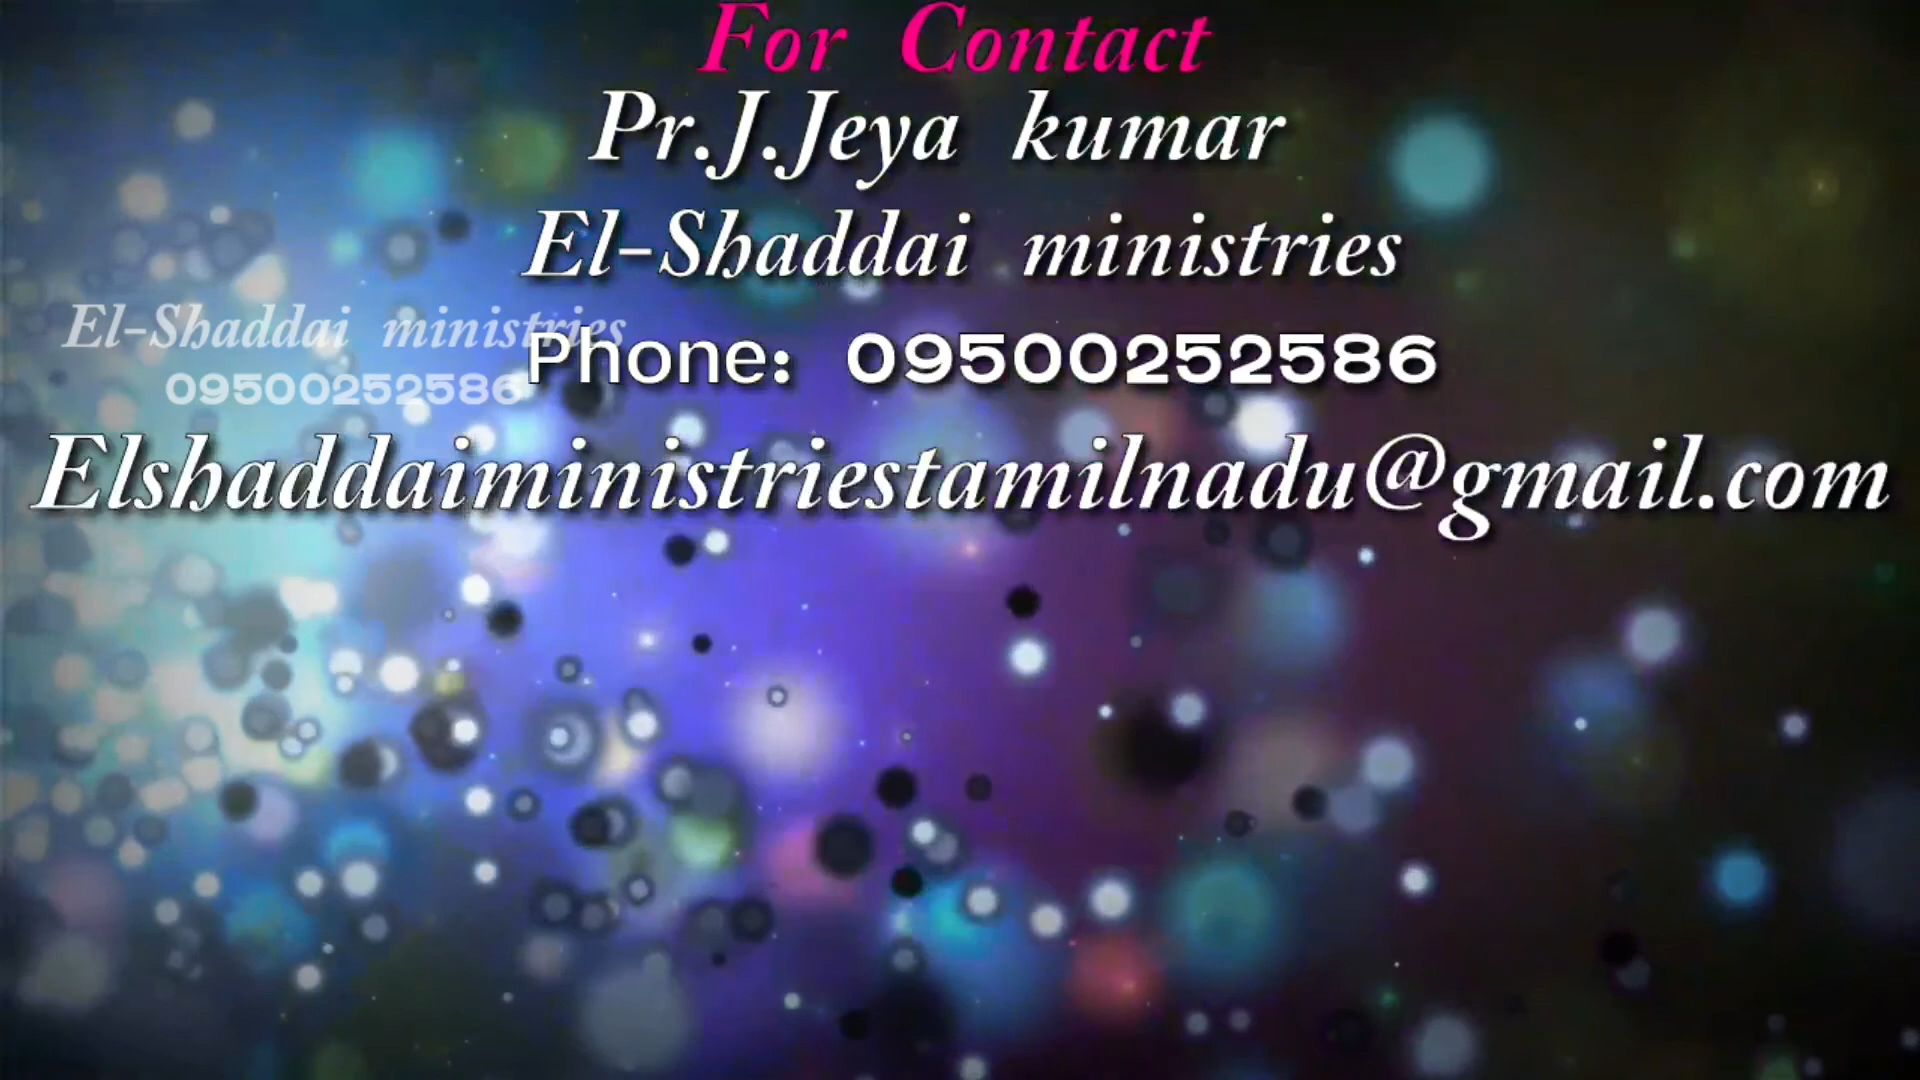 For Contact
Pr.J.Jeya kumar
El-Shaddai ministries
El-Shaddai ministries
Phone: 09500252586
09500252586
Elshaddaiministriestamilnadu@gmail.com